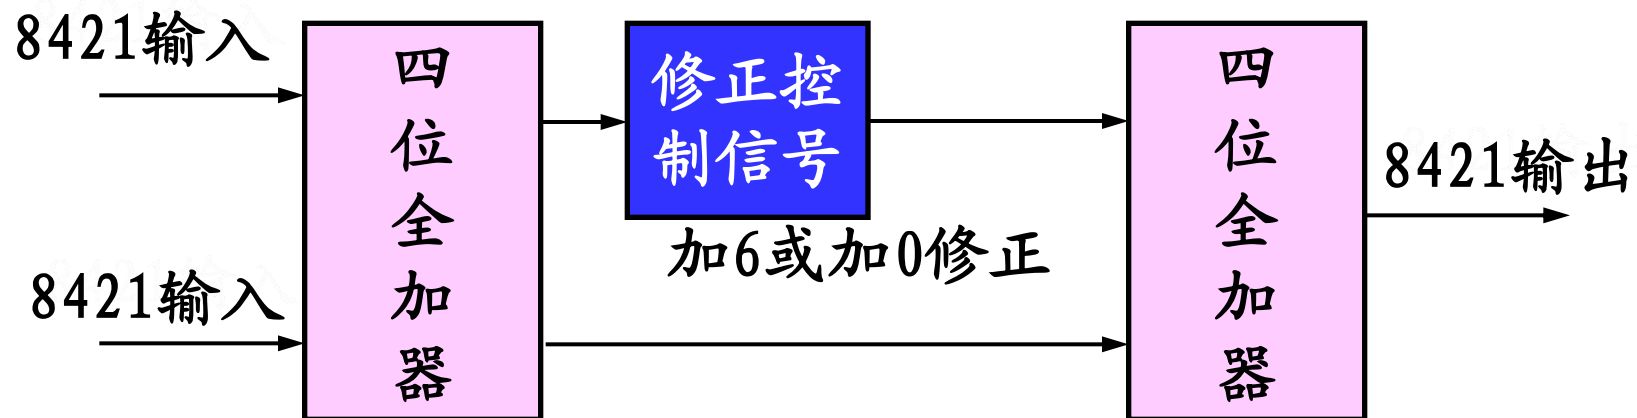 8421输入
8421输入
四
位
全
加
器
修正控
制信号
加6或加0修正
四
位
全
加
器
8421输出